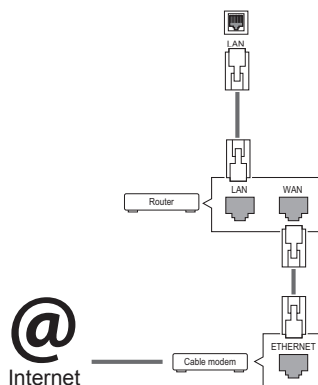 LAN
LAN WAN
Router
ETHERNET
@
Cable modem
Internet